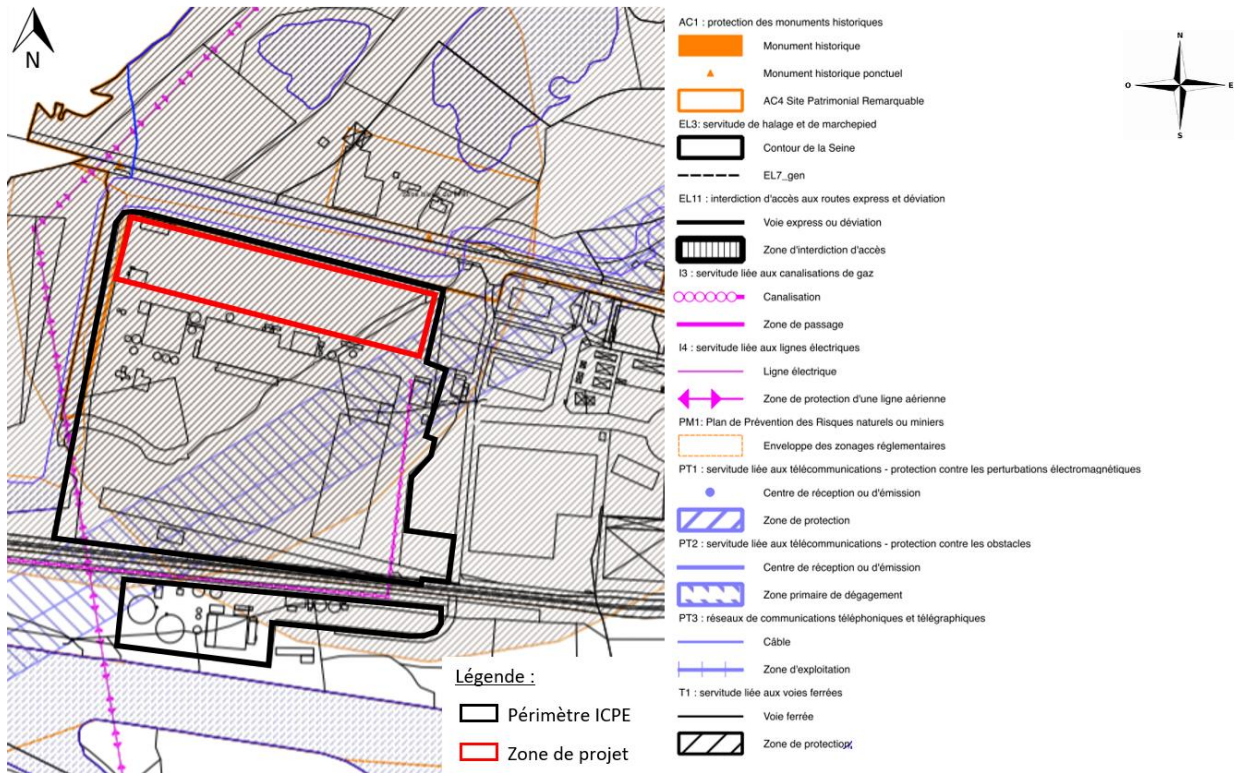 N
Légende :
Périmètre ICPE
Zone de projet
AC1 : protection des monuments historiques
Monument historique
Monument historique ponctuel
AC4 Site Patrimonial Remarquable
EL3: servitude de halage et de marchepied
Contour de la Seine
EL7_gen
EL11 : interdiction d'accès aux routes express et déviation
Voie express ou déviation
Zone d'interdiction d'accès
I3 : servitude liée aux canalisations de gaz
Canalisation
Zone de passage
I4 : servitude liée aux lignes électriques
Ligne électrique
Zone de protection d'une ligne aérienne
PM1: Plan de Prévention des Risques naturels ou miniers
Enveloppe des zonages réglementaires
PT1 : servitude liée aux télécommunications - protection contre les perturbations électromagnétiques
Centre de réception ou d'émission
Zone de protection
PT2 : servitude liée aux télécommunications - protection contre les obstacles
Centre de réception ou d'émission
Zone primaire de dégagement
PT3 : réseaux de communications téléphoniques et télégraphiques
Câble
Zone d'exploitation
T1 : servitude liée aux voies ferrées
Voie ferrée
Zone de protection
N
O E
S